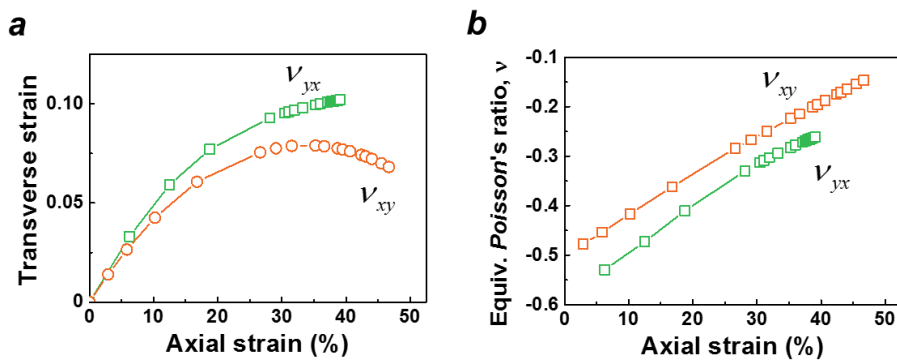 a
Transverse strain
0.10
0.05
0
0 10 20 30 40 50
Axial strain (%)
ν_yx
ν_xy
b
Equiv. Poisson's ratio, ν
-0.1
-0.2
-0.3
-0.4
-0.5
-0.6
0 10 20 30 40 50
Axial strain (%)
ν_xy
ν_yx